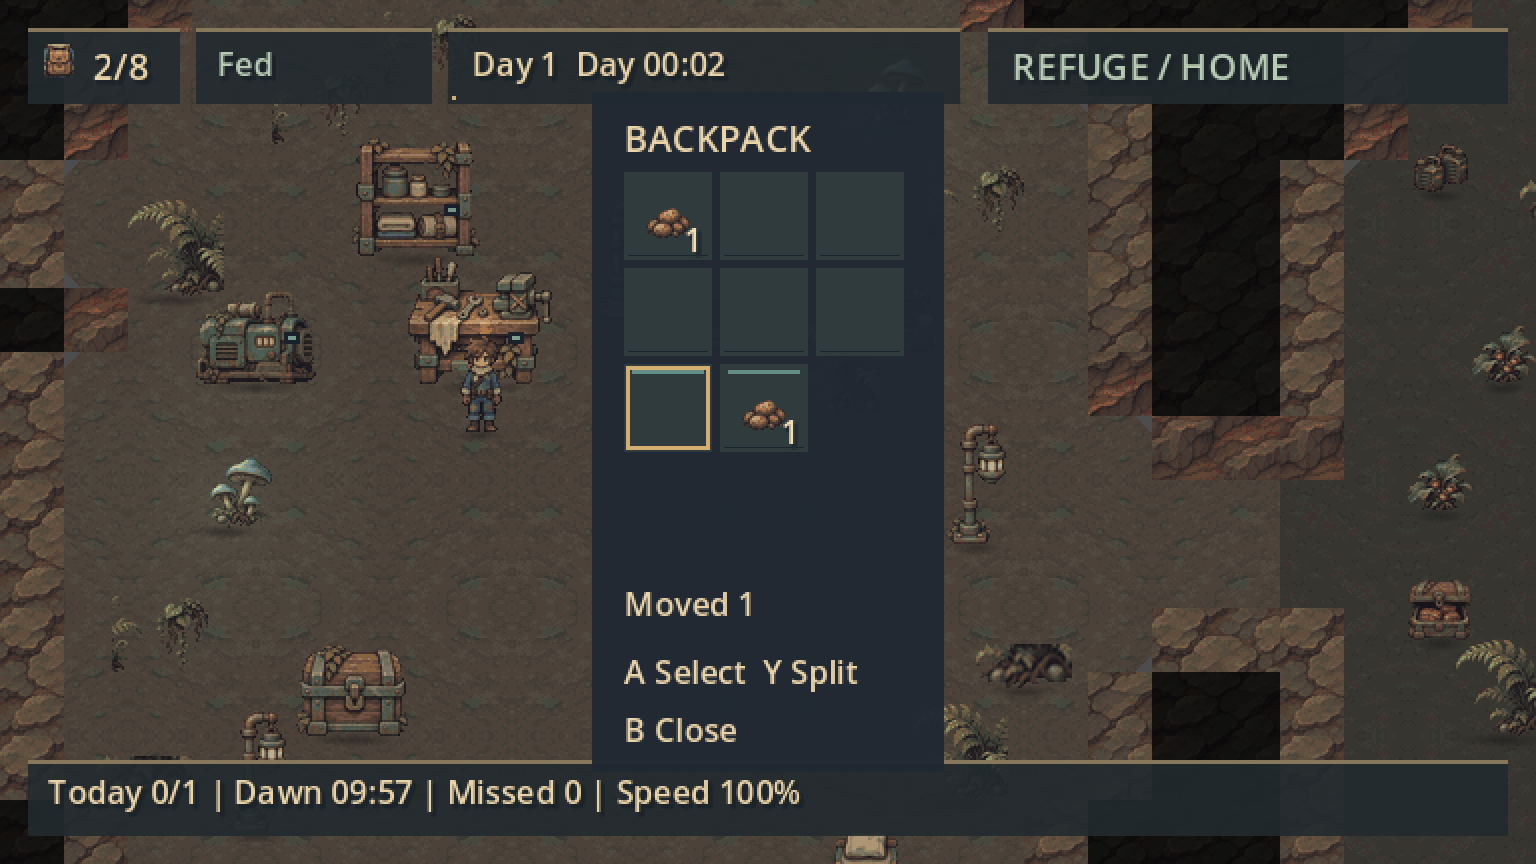 2/8
Fed
Day 1 Day 00:02
REFUGE / HOME
BACKPACK
1
1
Moved 1
A Select Y Split
B Close
Today 0/1 | Dawn 09:57 | Missed 0 | Speed 100%